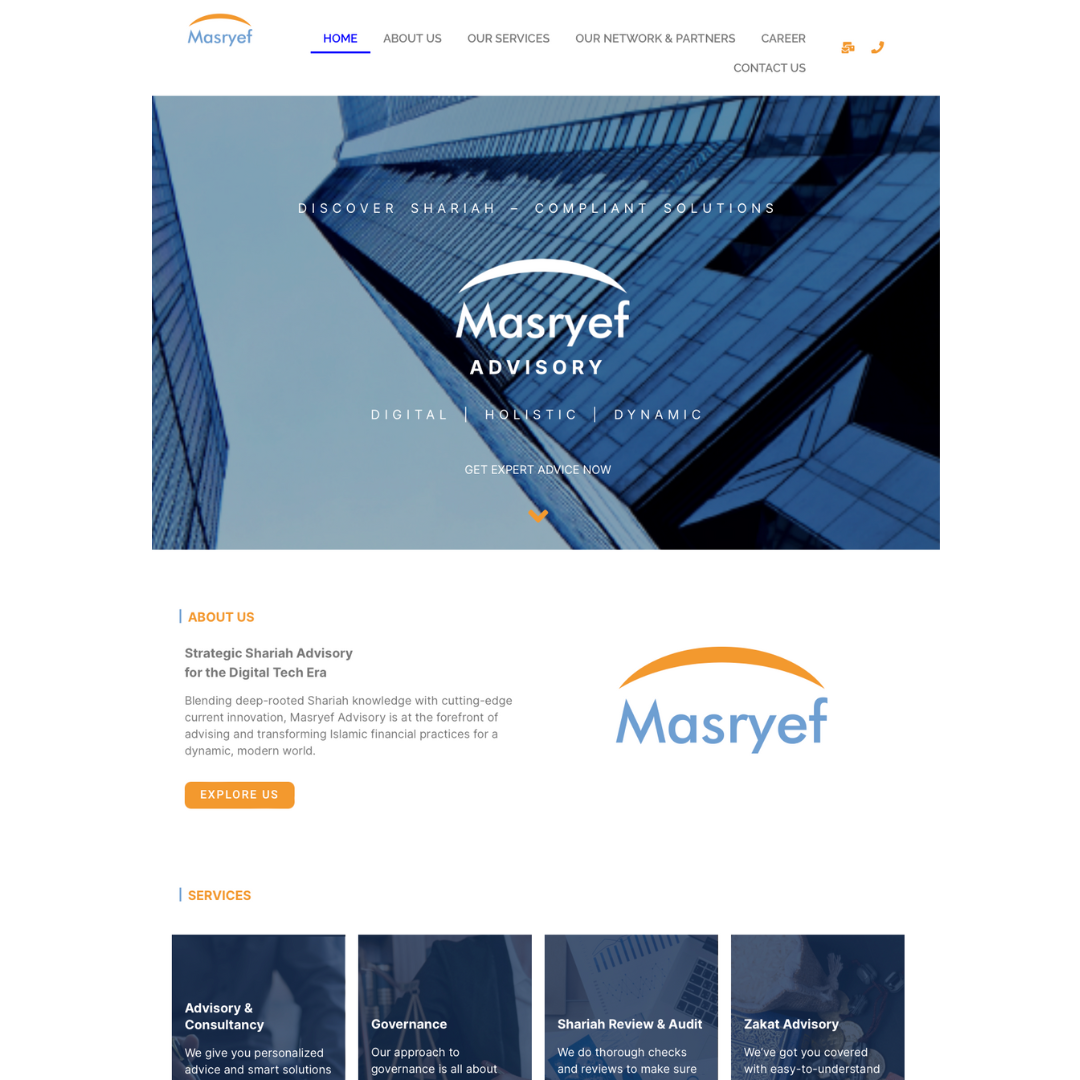 Masryef
HOME
ABOUT US
OUR SERVICES
OUR NETWORK & PARTNERS
CAREER
CONTACT US
DISCOVER SHARIAH – COMPLIANT SOLUTIONS
Masryef
ADVISORY
DIGITAL | HOLISTIC | DYNAMIC
GET EXPERT ADVICE NOW
ABOUT US
Strategic Shariah Advisory
for the Digital Tech Era
Blending deep-rooted Shariah knowledge with cutting-edge
current innovation, Masryef Advisory is at the forefront of
advising and transforming Islamic financial practices for a
dynamic, modern world.
EXPLORE US
Masryef
SERVICES
Advisory &
Consultancy
We give you personalized
advice and smart solutions
Governance
Our approach to
governance is all about
Shariah Review & Audit
We do thorough checks
and reviews to make sure
Zakat Advisory
We've got you covered
with easy-to-understand